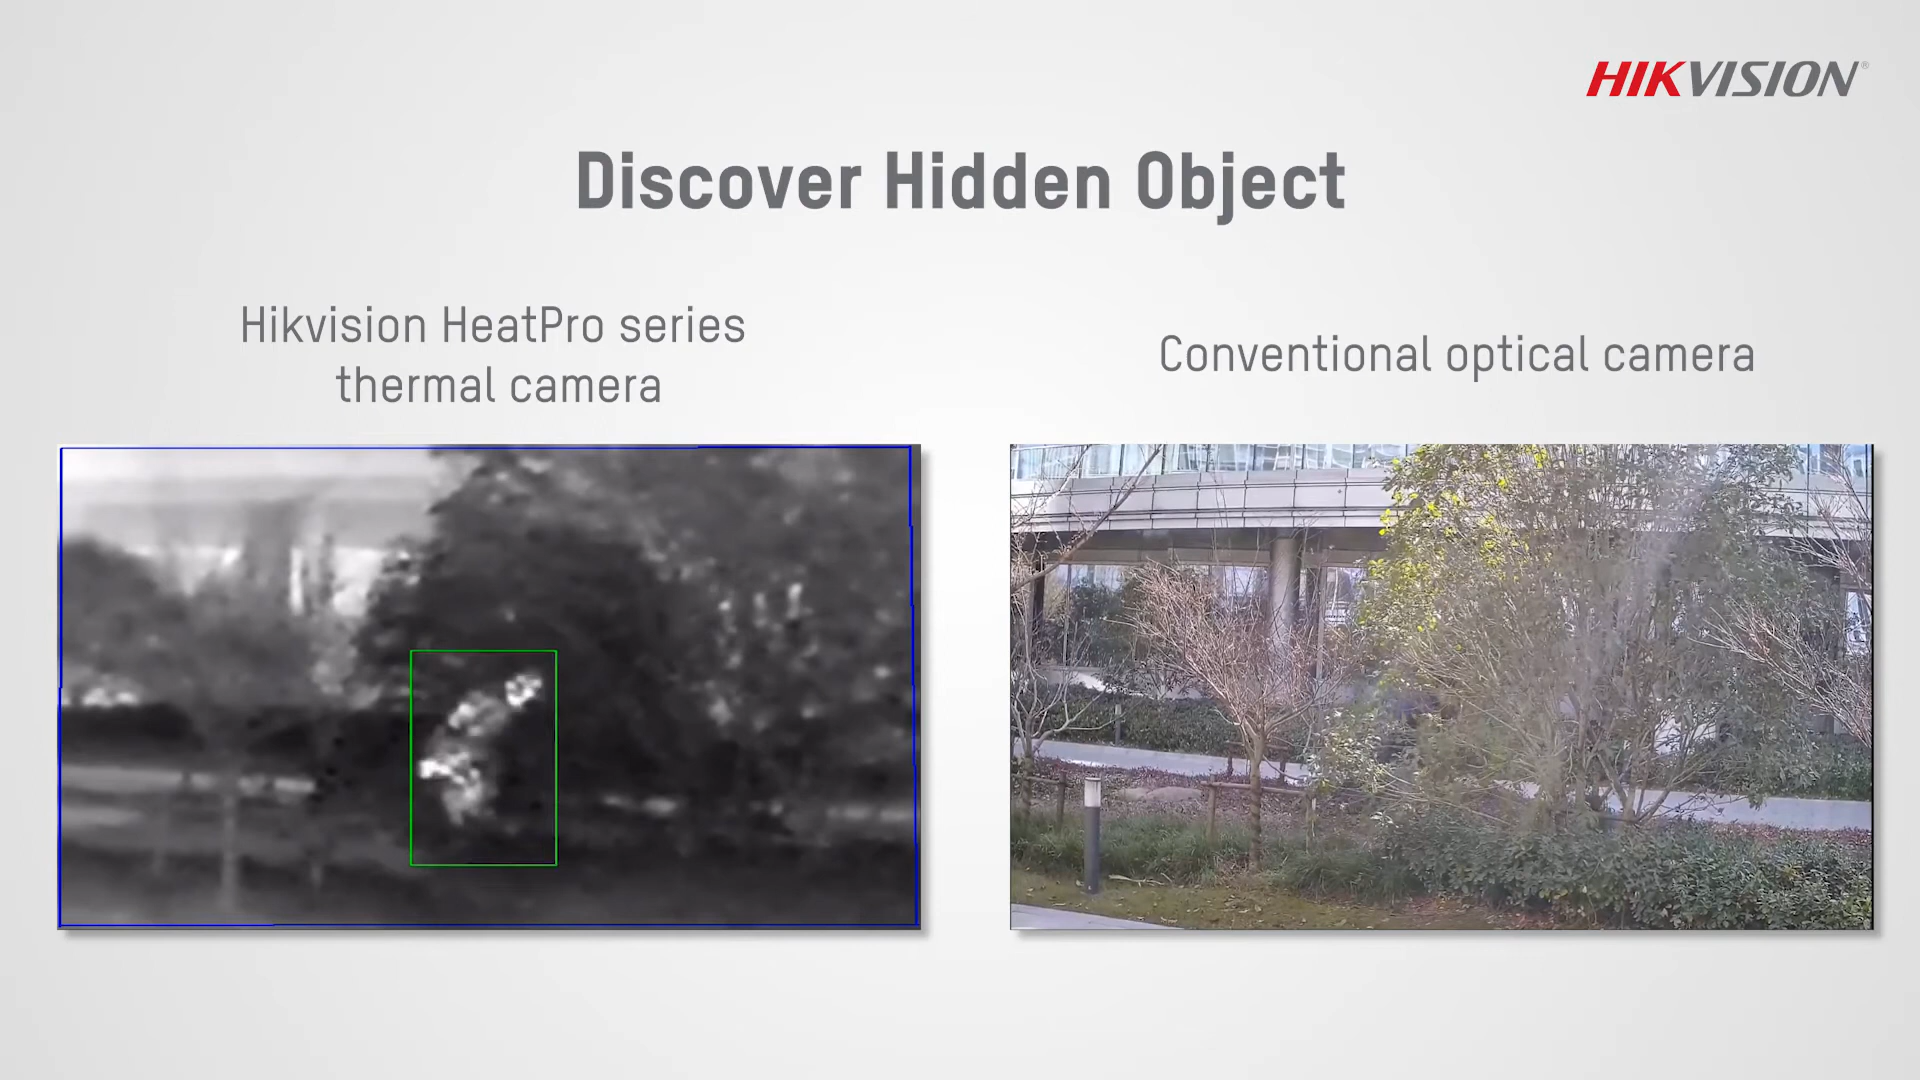 HIKVISION®
Discover Hidden Object
Hikvision HeatPro series
thermal camera
Conventional optical camera